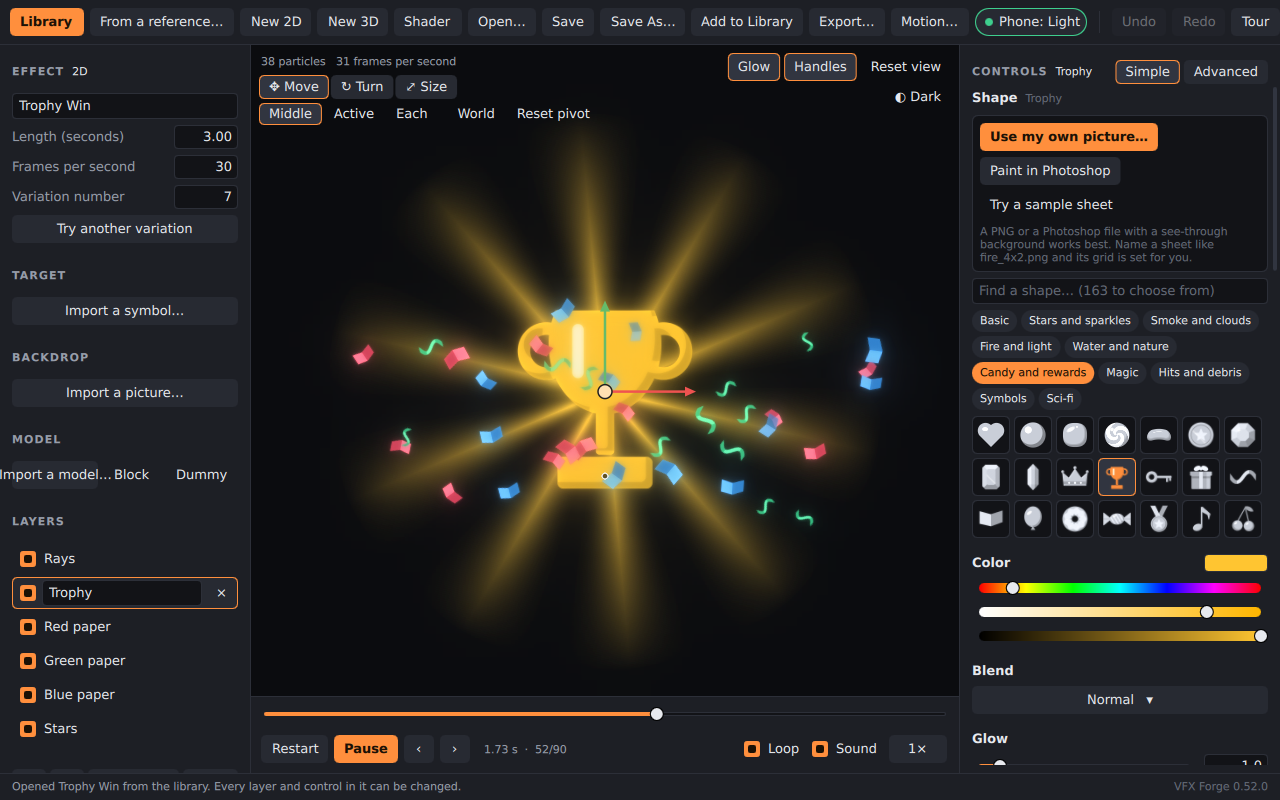 Library From a reference... New 2D New 3D Shader Open... Save Save As... Add to Library Export... Motion... Phone: Light Undo Redo Tour
EFFECT 2D
Trophy Win
Length (seconds) 3.00
Frames per second 30
Variation number 7
Try another variation
TARGET
Import a symbol...
BACKDROP
Import a picture...
MODEL
Import a model... Block Dummy
LAYERS
Rays
Trophy ×
Red paper
Green paper
Blue paper
Stars
38 particles 31 frames per second
Move Turn Size
Middle Active Each World Reset pivot
Glow Handles Reset view
Dark
Restart Pause ‹ › 1.73 s · 52/90 Loop Sound 1×
CONTROLS Trophy Simple Advanced
Shape Trophy
Use my own picture...
Paint in Photoshop
Try a sample sheet
A PNG or a Photoshop file with a see-through
background works best. Name a sheet like
fire_4x2.png and its grid is set for you.
Find a shape... (163 to choose from)
Basic Stars and sparkles Smoke and clouds
Fire and light Water and nature
Candy and rewards Magic Hits and debris
Symbols Sci-fi
Color
Blend
Normal
Glow
1.0
Opened Trophy Win from the library. Every layer and control in it can be changed.
VFX Forge 0.52.0